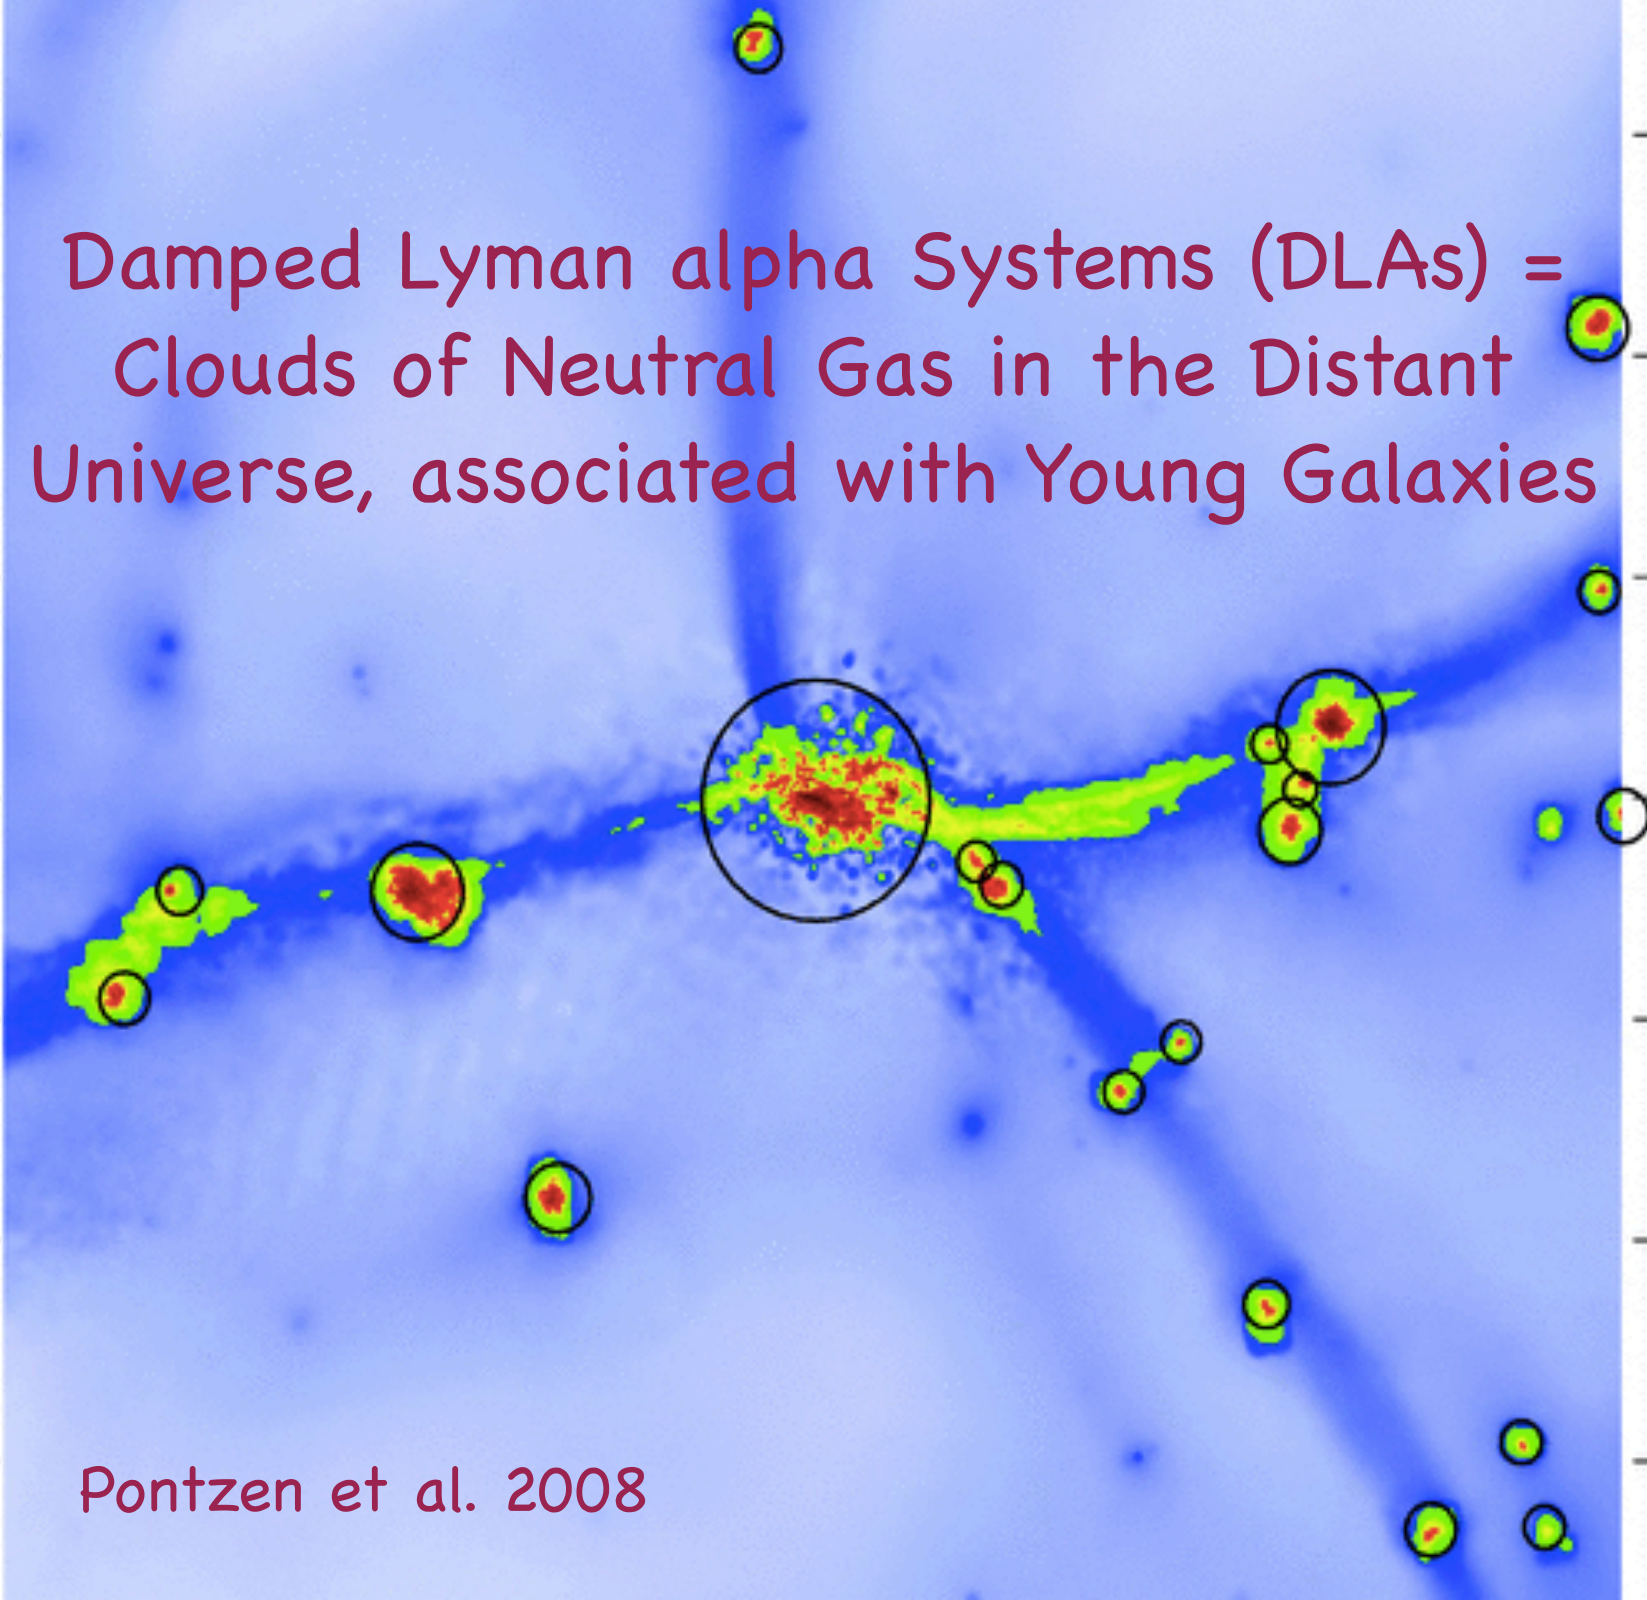 Damped Lyman alpha Systems (DLAs) =
Clouds of Neutral Gas in the Distant
Universe, associated with Young Galaxies
Pontzen et al. 2008